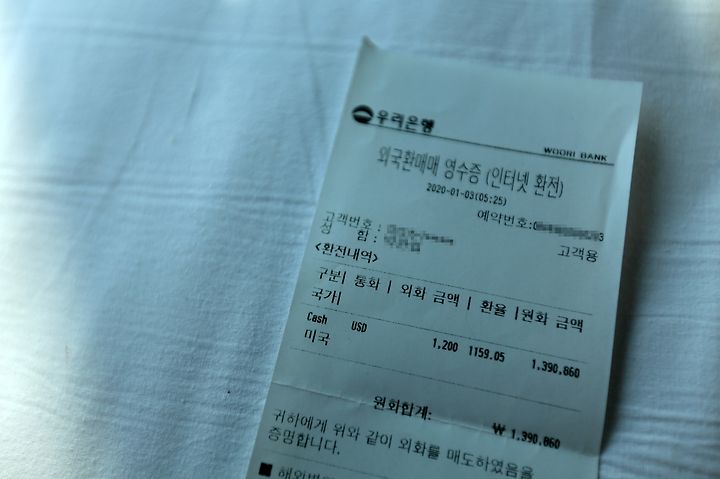 우리은행
WOORI BANK
외국환매매 영수증 (인터넷 환전)
2020-01-03(05:25)
예약번호:
고객번호 :
성 함 :
고객용
<환전내역>
구분| 통화 | 외화 금액 | 환율 |원화 금액
국가|
Cash USD 1,200 1159.05 1,390,860
미국
원화합계: ₩ 1,390,860
귀하에게 위와 같이 외화를 매도하였음을
증명합니다.